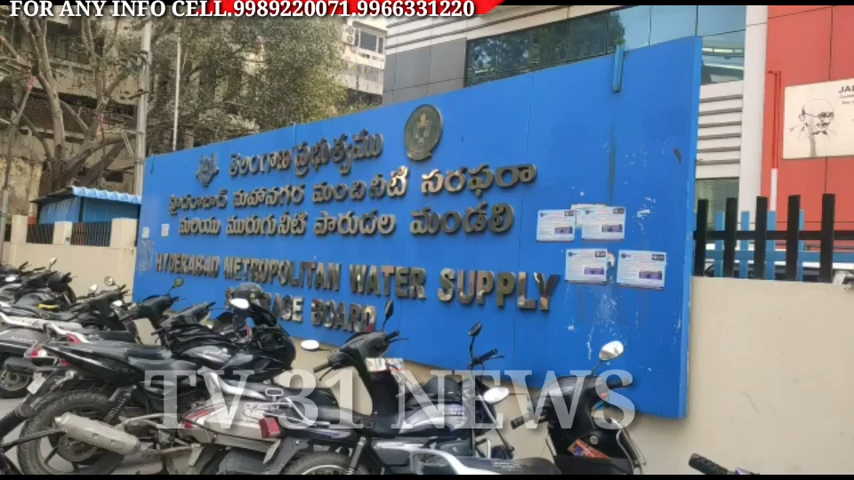 FOR ANY INFO CELL.9989220071.9966331220
తెలంగాణ ప్రభుత్వము
హైదరాబాద్ మహానగర మంచినీటి సరఫరా
మరియు మురుగునీటి పారుదల మండలి
HYDERABAD METROPOLITAN WATER SUPPLY
BOARD
TV 31 NEWS